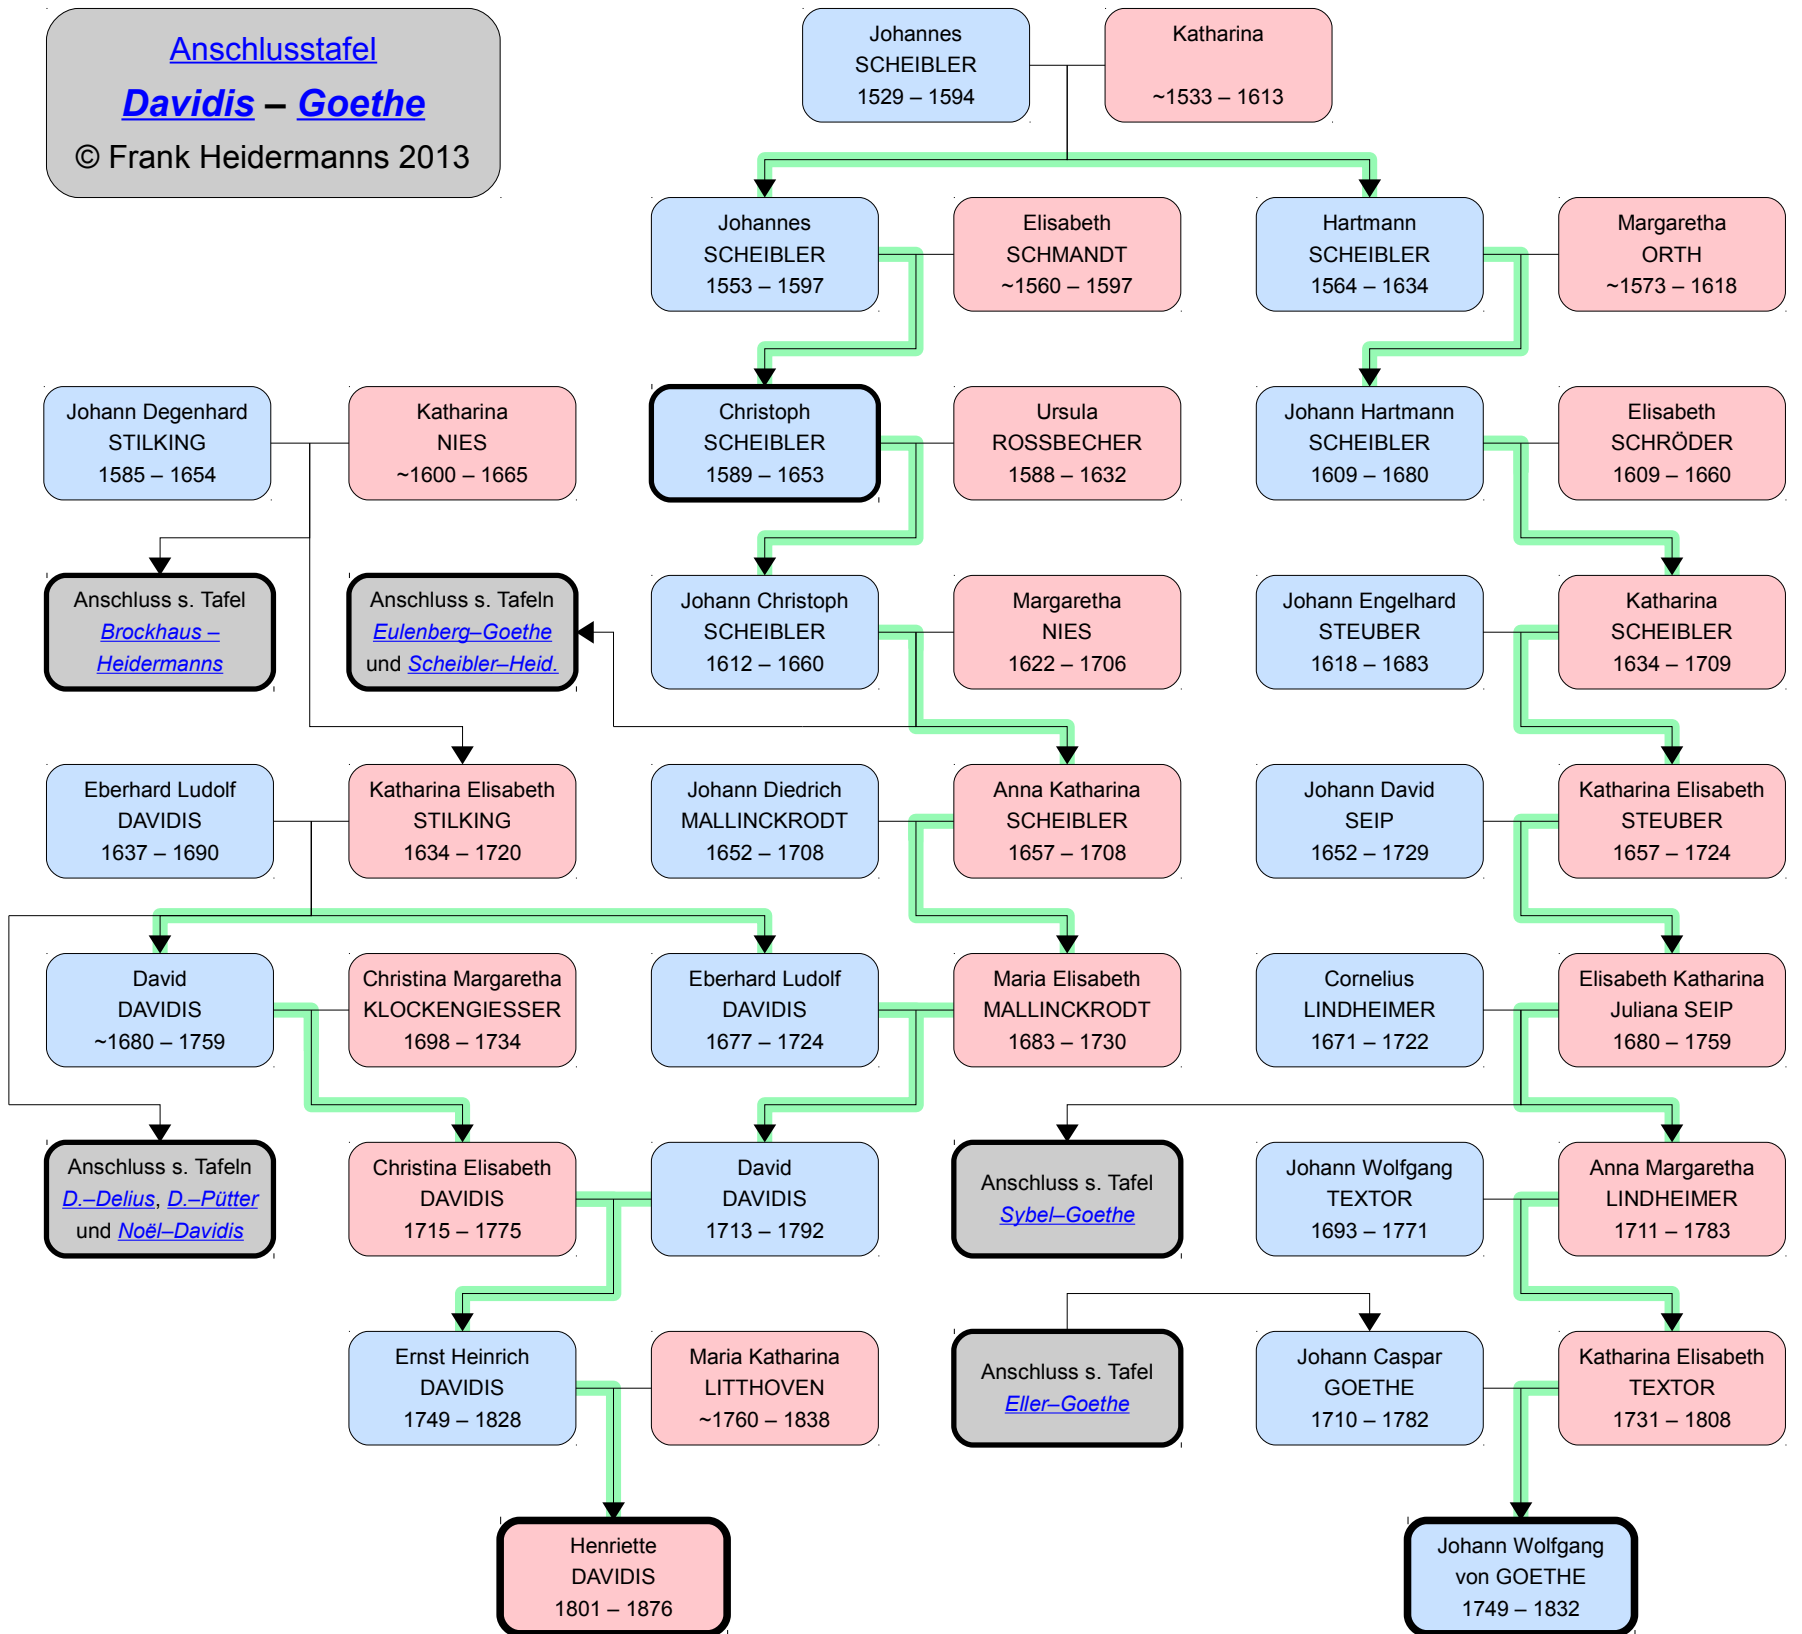 Anschlusstafel
Davidis – Goethe
© Frank Heidermanns 2013
Johannes
SCHEIBLER
1529 – 1594
Katharina
~1533 – 1613
Johannes
SCHEIBLER
1553 – 1597
Elisabeth
SCHMANDT
~1560 – 1597
Hartmann
SCHEIBLER
1564 – 1634
Margaretha
ORTH
~1573 – 1618
Johann Degenhard
STILKING
1585 – 1654
Katharina
NIES
~1600 – 1665
Christoph
SCHEIBLER
1589 – 1653
Ursula
ROSSBECHER
1588 – 1632
Johann Hartmann
SCHEIBLER
1609 – 1680
Elisabeth
SCHRÖDER
1609 – 1660
Anschluss s. Tafel
Brockhaus –
Heidermanns
Anschluss s. Tafeln
Eulenberg–Goethe
und Scheibler–Heid.
Johann Christoph
SCHEIBLER
1612 – 1660
Margaretha
NIES
1622 – 1706
Johann Engelhard
STEUBER
1618 – 1683
Katharina
SCHEIBLER
1634 – 1709
Eberhard Ludolf
DAVIDIS
1637 – 1690
Katharina Elisabeth
STILKING
1634 – 1720
Johann Diedrich
MALLINCKRODT
1652 – 1708
Anna Katharina
SCHEIBLER
1657 – 1708
Johann David
SEIP
1652 – 1729
Katharina Elisabeth
STEUBER
1657 – 1724
David
DAVIDIS
~1680 – 1759
Christina Margaretha
KLOCKENGIESSER
1698 – 1734
Eberhard Ludolf
DAVIDIS
1677 – 1724
Maria Elisabeth
MALLINCKRODT
1683 – 1730
Cornelius
LINDHEIMER
1671 – 1722
Elisabeth Katharina
Juliana SEIP
1680 – 1759
Anschluss s. Tafeln
D.–Delius, D.–Pütter
und Noël–Davidis
Christina Elisabeth
DAVIDIS
1715 – 1775
David
DAVIDIS
1713 – 1792
Anschluss s. Tafel
Sybel–Goethe
Johann Wolfgang
TEXTOR
1693 – 1771
Anna Margaretha
LINDHEIMER
1711 – 1783
Ernst Heinrich
DAVIDIS
1749 – 1828
Maria Katharina
LITTHOVEN
~1760 – 1838
Anschluss s. Tafel
Eller–Goethe
Johann Caspar
GOETHE
1710 – 1782
Katharina Elisabeth
TEXTOR
1731 – 1808
Henriette
DAVIDIS
1801 – 1876
Johann Wolfgang
von GOETHE
1749 – 1832